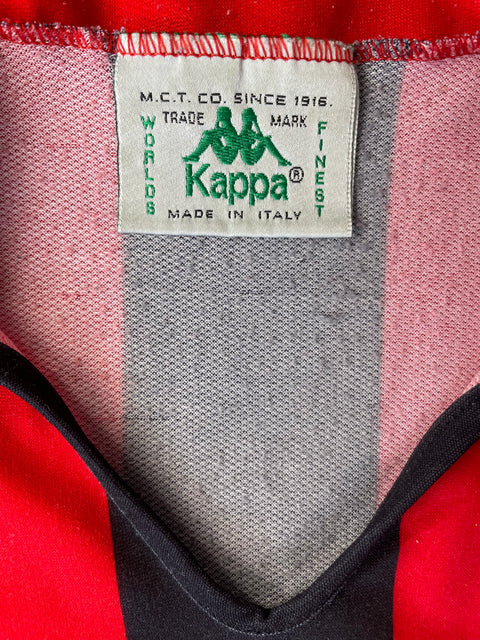 M.C.T. CO. SINCE 1916.
TRADE MARK
WORLDS
FINEST
Kappa®
MADE IN ITALY